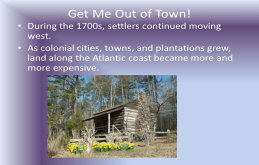 Get Me Out of Town!
• During the 1700s, settlers continued moving
west.
• As colonial cities, towns, and plantations grew,
land along the Atlantic coast became more and
more expensive.